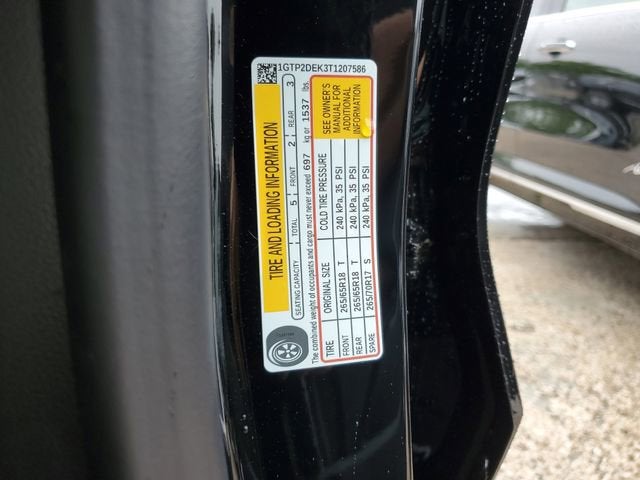 1GTP2DEK3T1207586
TIRE AND LOADING INFORMATION
SEATING CAPACITY TOTAL 5 FRONT 2 REAR 3
The combined weight of occupants and cargo must never exceed 697 kg or 1537 lbs.
TIRE ORIGINAL SIZE COLD TIRE PRESSURE
FRONT 265/65R18 T 240 kPa, 35 PSI
REAR 265/65R18 T 240 kPa, 35 PSI
SPARE 265/70R17 S 240 kPa, 35 PSI
SEE OWNER'S
MANUAL FOR
ADDITIONAL
INFORMATION